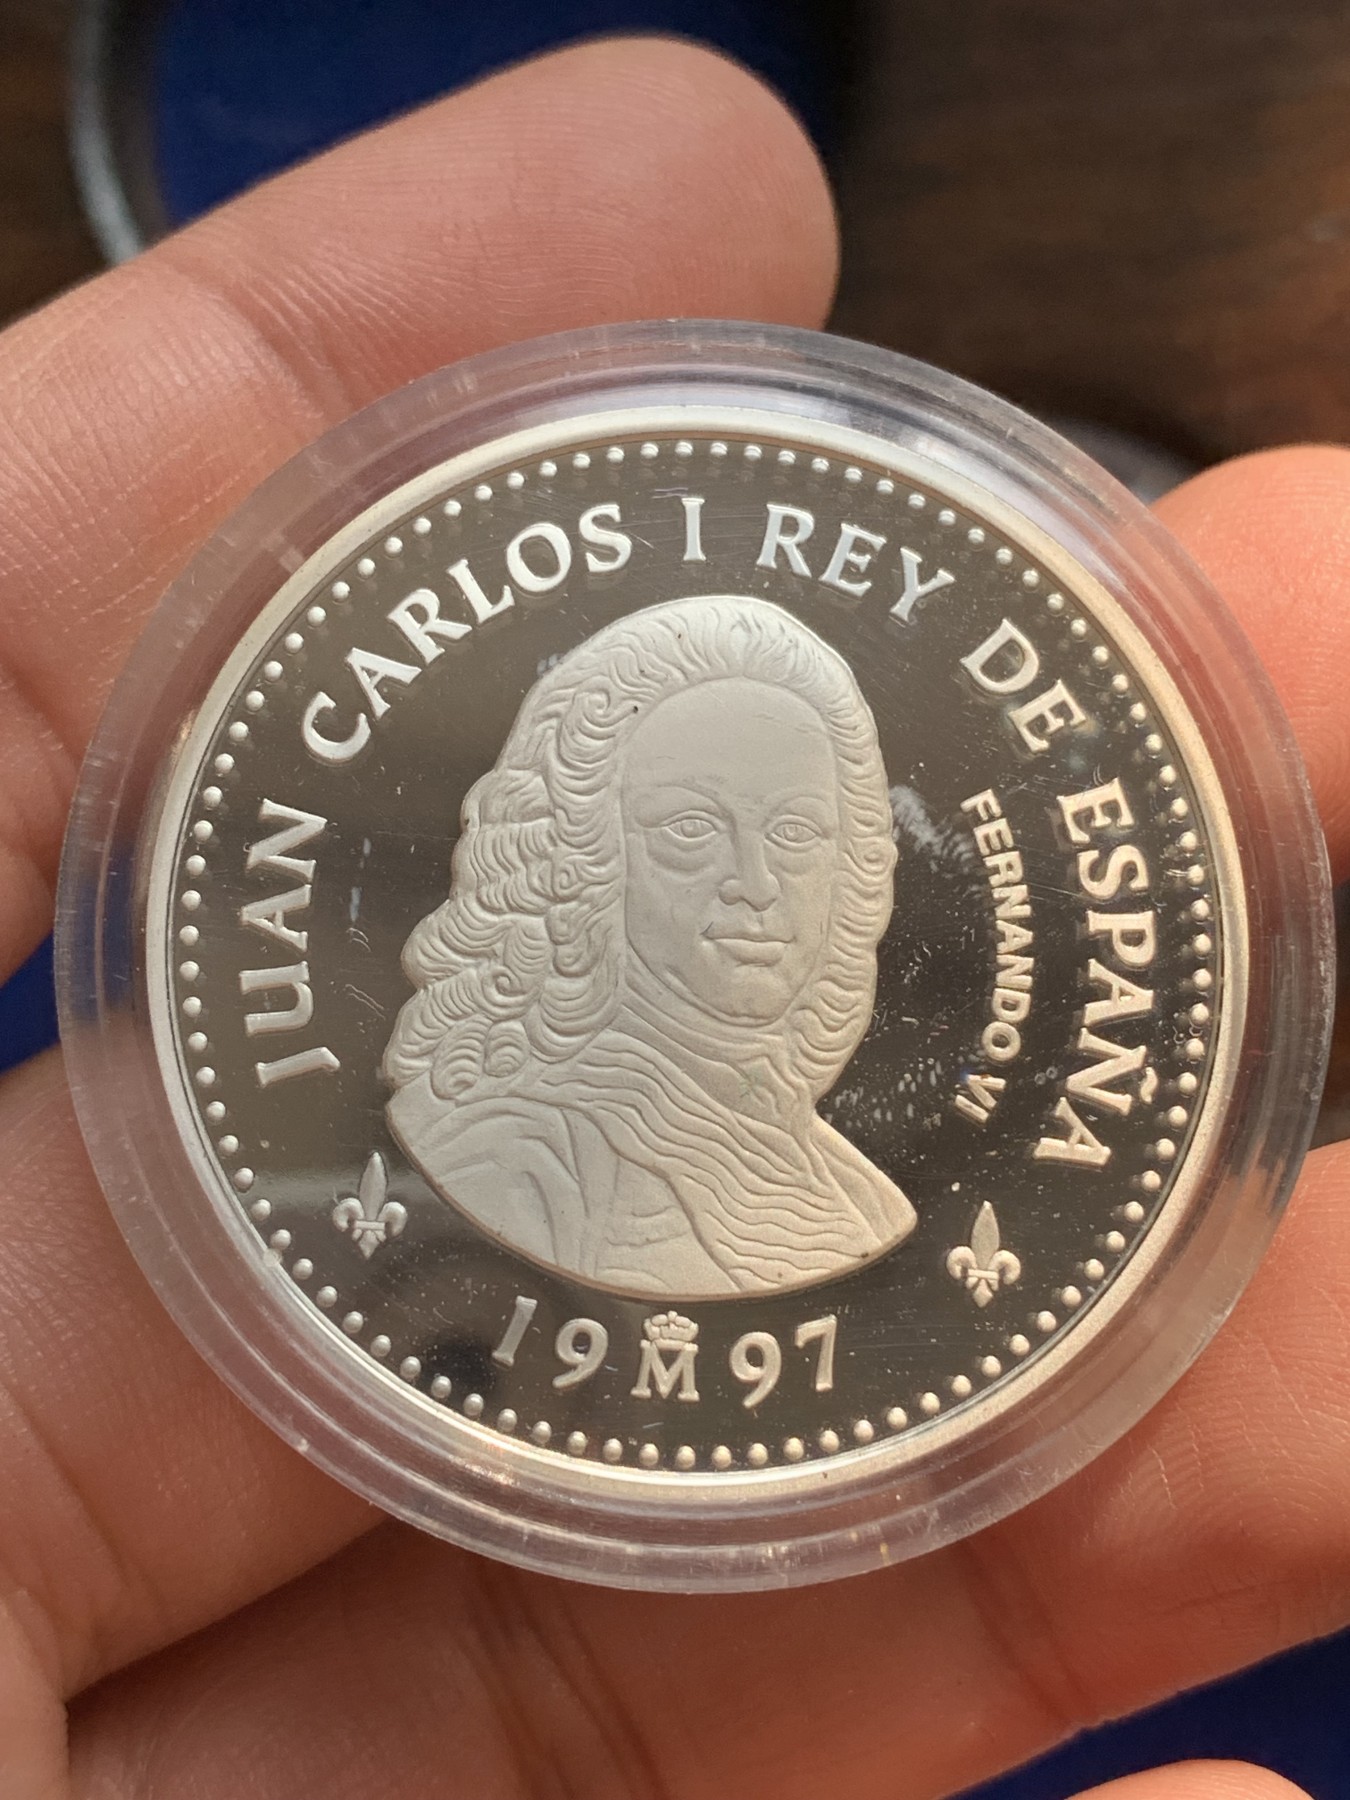 JUAN CARLOS I REY DE ESPAÑA
FERNANDO VI
19 M 97